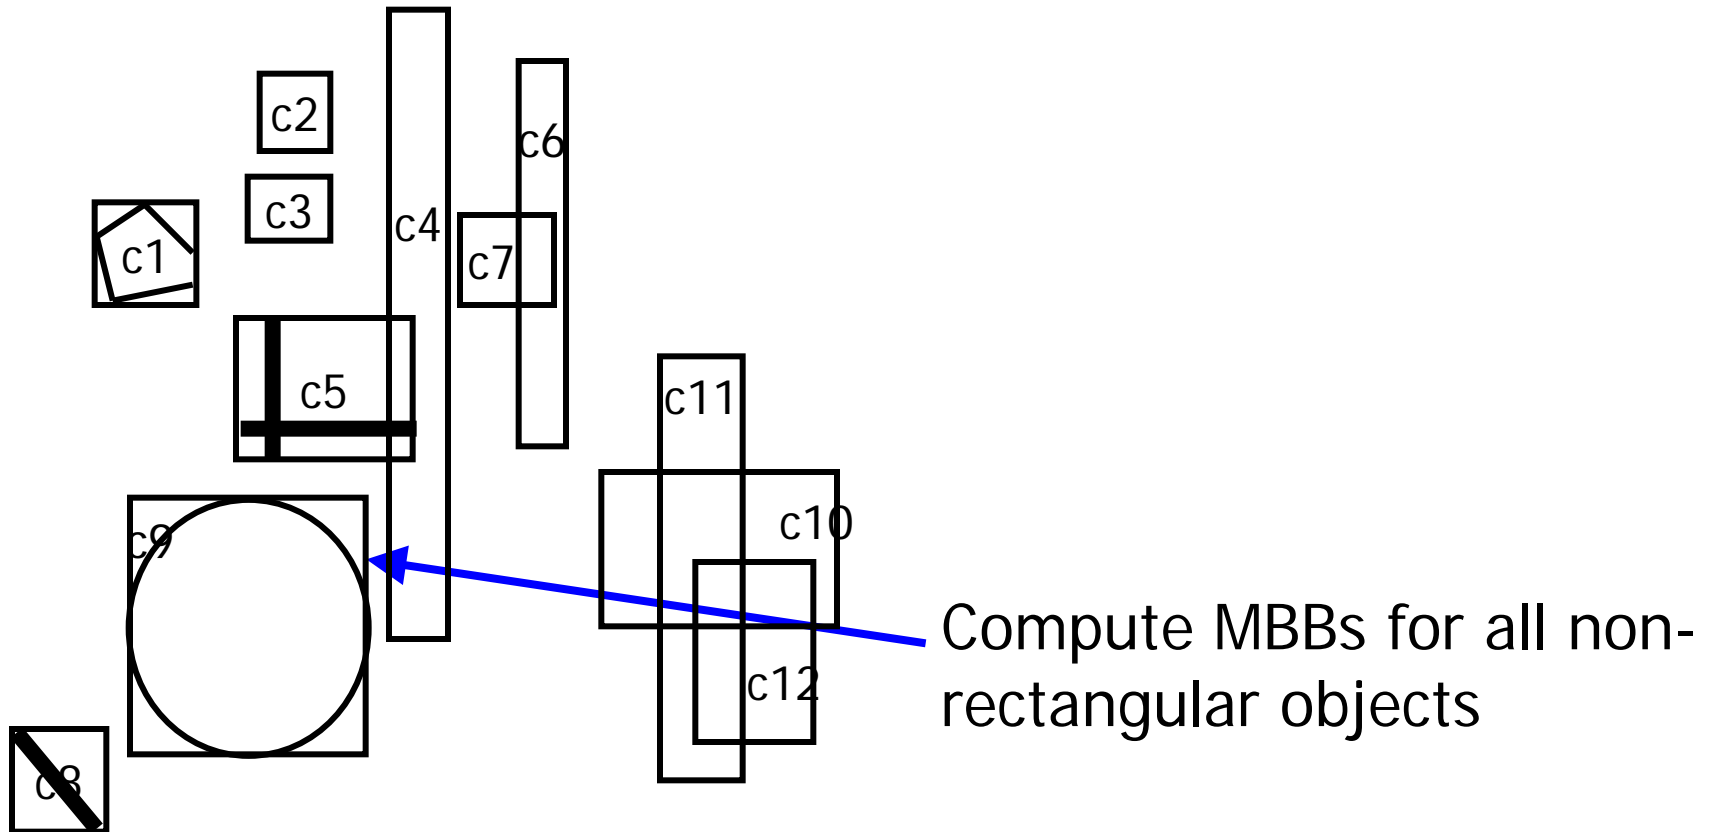 c2
c6
c3
c4
c1
c7
c5
c11
c10
c9
Compute MBBs for all non-
rectangular objects
c12
c8